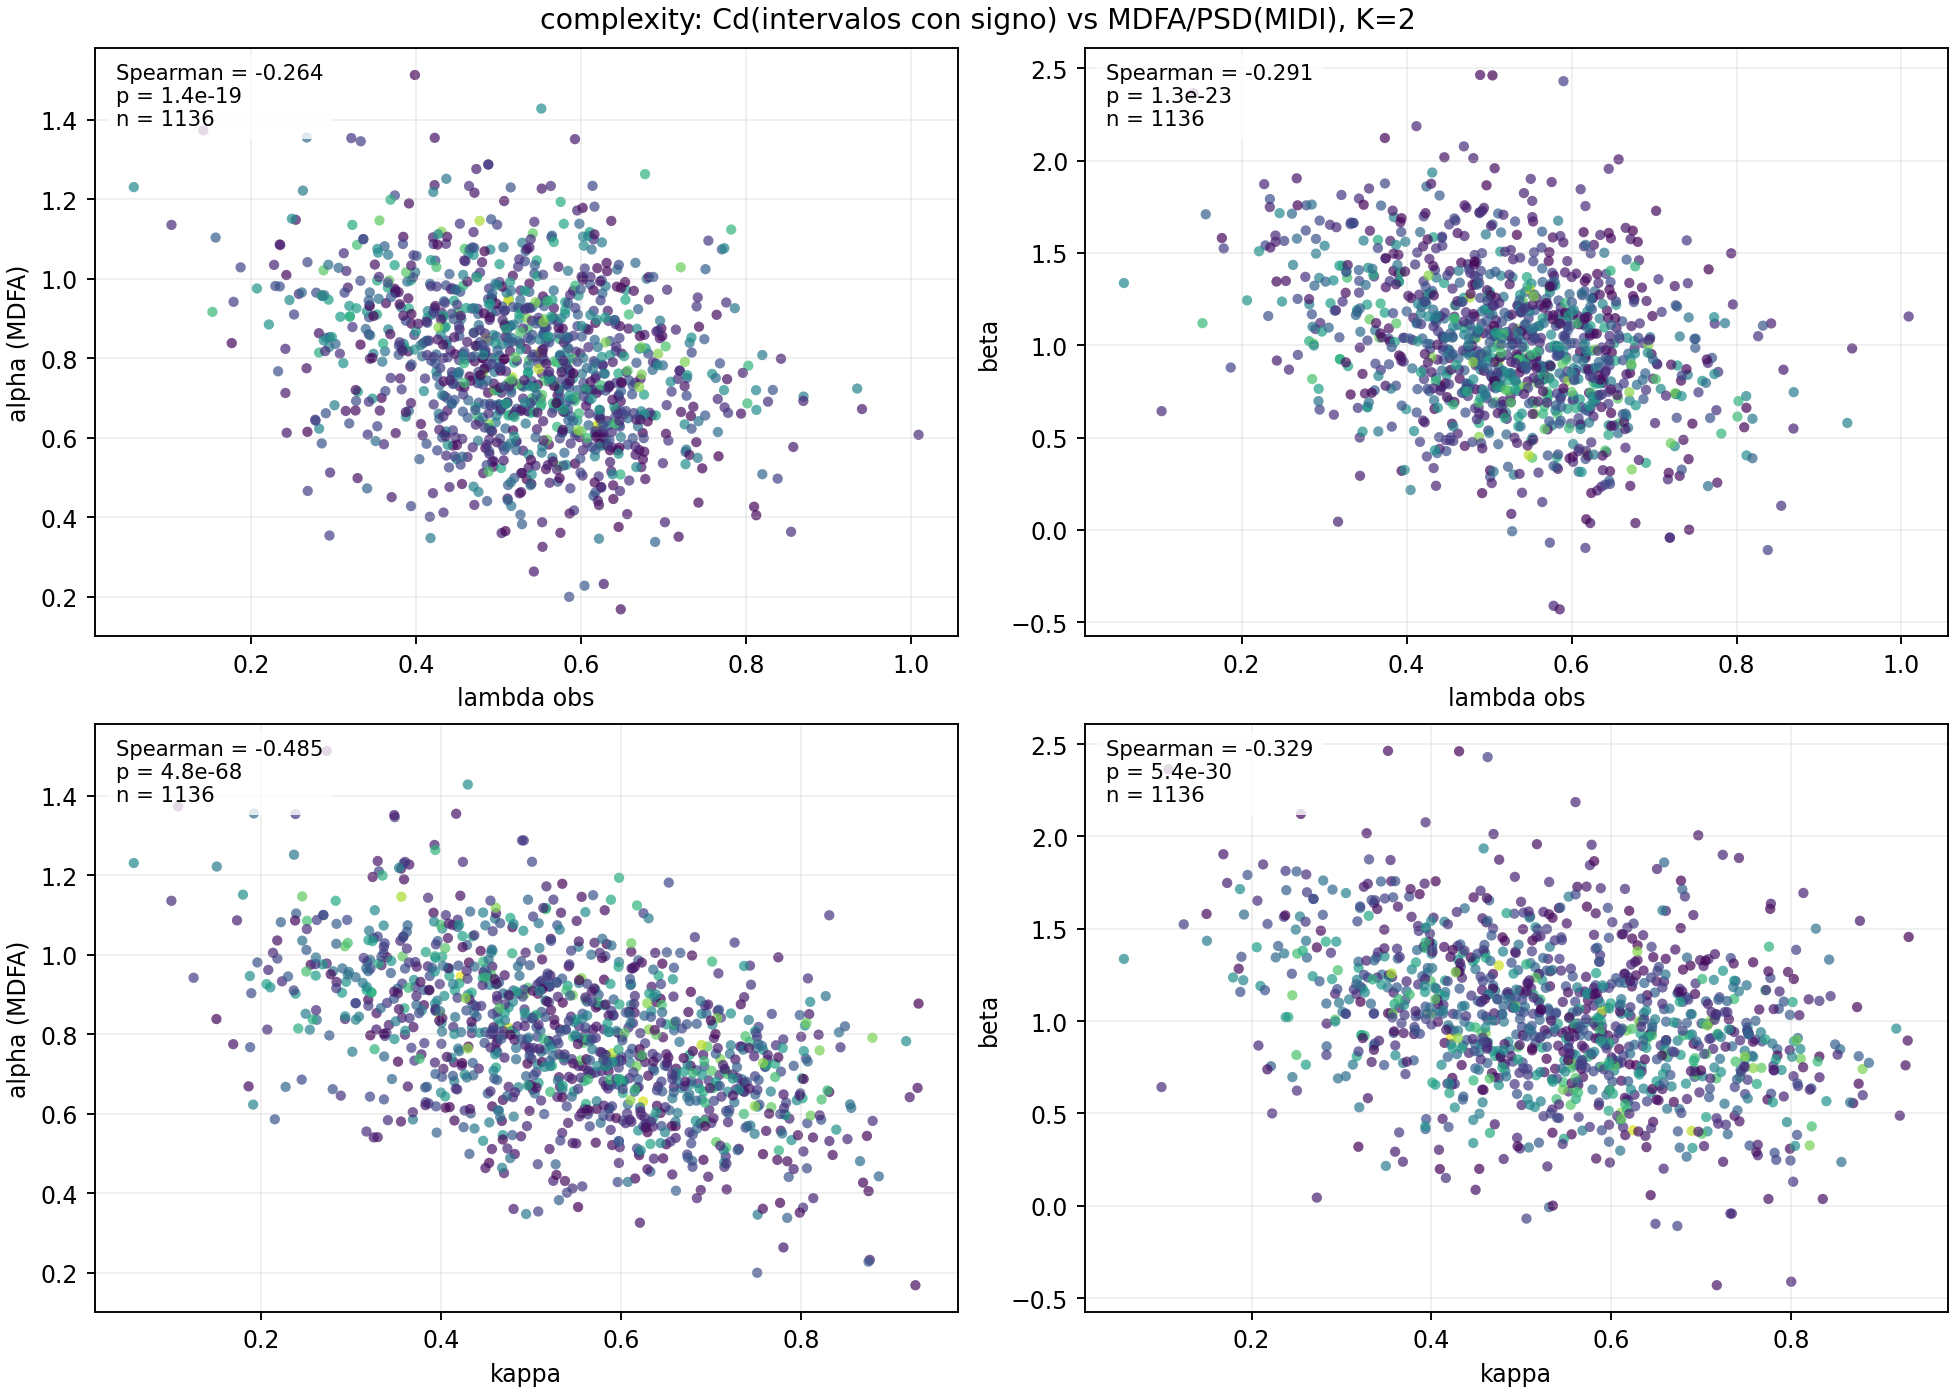 complexity: Cd(intervalos con signo) vs MDFA/PSD(MIDI), K=2
Spearman = -0.264
p = 1.4e-19
n = 1136
alpha (MDFA)
1.4
1.2
1.0
0.8
0.6
0.4
0.2
0.2 0.4 0.6 0.8 1.0
lambda obs
Spearman = -0.291
p = 1.3e-23
n = 1136
beta
2.5
2.0
1.5
1.0
0.5
0.0
−0.5
0.2 0.4 0.6 0.8 1.0
lambda obs
Spearman = -0.485
p = 4.8e-68
n = 1136
alpha (MDFA)
1.4
1.2
1.0
0.8
0.6
0.4
0.2
0.2 0.4 0.6 0.8
kappa
Spearman = -0.329
p = 5.4e-30
n = 1136
beta
2.5
2.0
1.5
1.0
0.5
0.0
−0.5
0.2 0.4 0.6 0.8
kappa